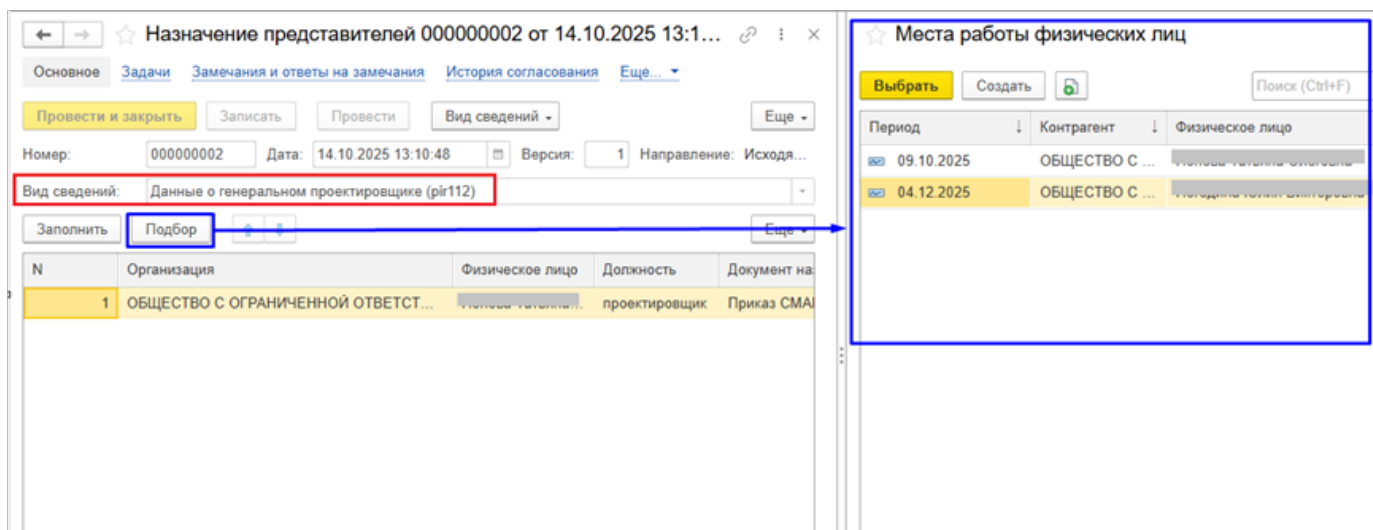 Назначение представителей 000000002 от 14.10.2025 13:1...
Основное Задачи Замечания и ответы на замечания История согласования Еще...
Провести и закрыть Записать Провести Вид сведений Еще
Номер: 000000002 Дата: 14.10.2025 13:10:48 Версия: 1 Направление: Исходя...
Вид сведений: Данные о генеральном проектировщике (pir112)
Заполнить Подбор Еще
N Организация Физическое лицо Должность Документ на
1 ОБЩЕСТВО С ОГРАНИЧЕННОЙ ОТВЕТСТ... проектировщик Приказ СМА
Места работы физических лиц
Выбрать Создать Поиск (Ctrl+F)
Период Контрагент Физическое лицо
09.10.2025 ОБЩЕСТВО С ...
04.12.2025 ОБЩЕСТВО С ...